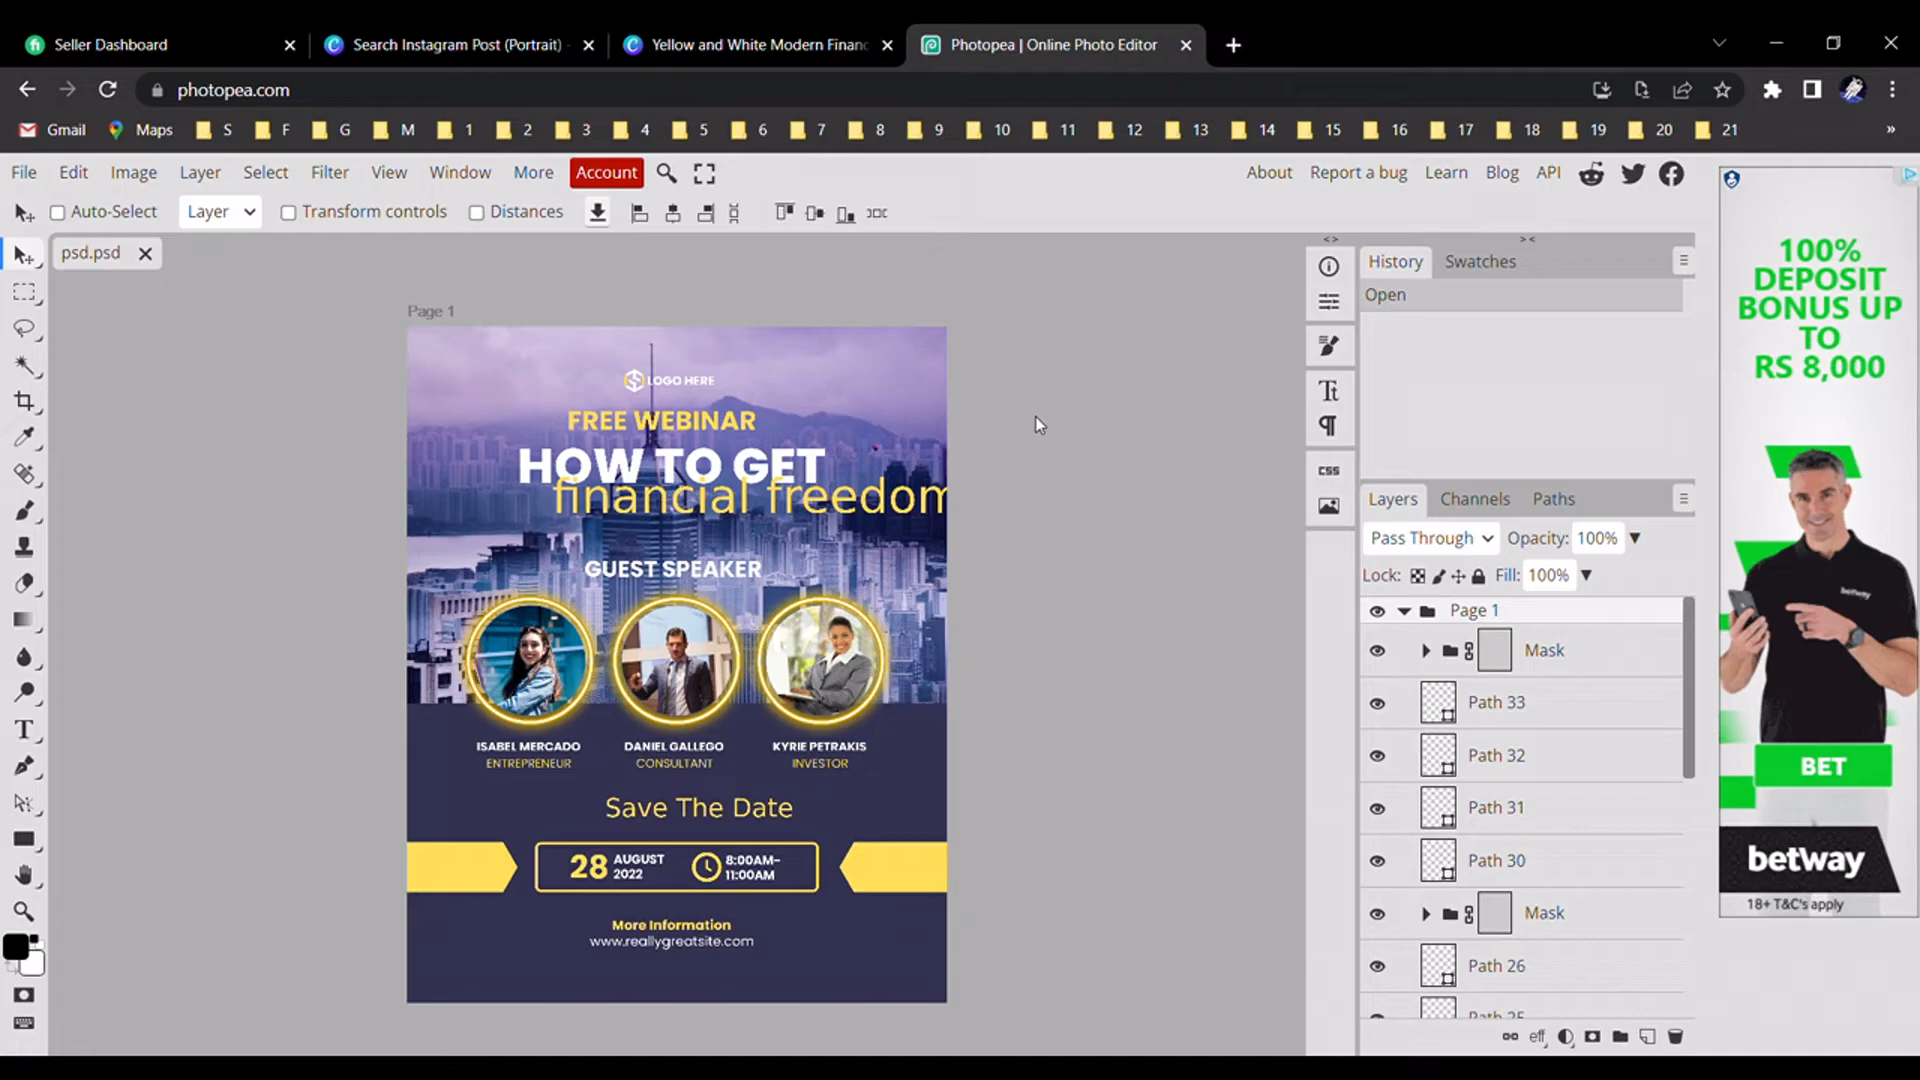 Seller Dashboard
Search Instagram Post (Portrait) -
Yellow and White Modern Financ
Photopea | Online Photo Editor
photopea.com
Gmail Maps S F G M 1 2 3 4 5 6 7 8 9 10 11 12 13 14 15 16 17 18 19 20 21 »
File Edit Image Layer Select Filter View Window More Account
About Report a bug Learn Blog API
Auto-Select Layer Transform controls Distances
psd.psd
Page 1
LOGO HERE
FREE WEBINAR
HOW TO GET
financial freedom
GUEST SPEAKER
ISABEL MERCADO
ENTREPRENEUR
DANIEL GALLEGO
CONSULTANT
KYRIE PETRAKIS
INVESTOR
Save The Date
28 AUGUST
2022
8:00AM-
11:00AM
More Information
www.reallygreatsite.com
Tt
CSS
History Swatches
Open
Layers Channels Paths
Pass Through Opacity: 100%
Lock: Fill: 100%
Page 1
Mask
Path 33
Path 32
Path 31
Path 30
Mask
Path 26
Path 25
eff
100%
DEPOSIT
BONUS UP
TO
RS 8,000
betway
BET
betway
18+ T&C's apply